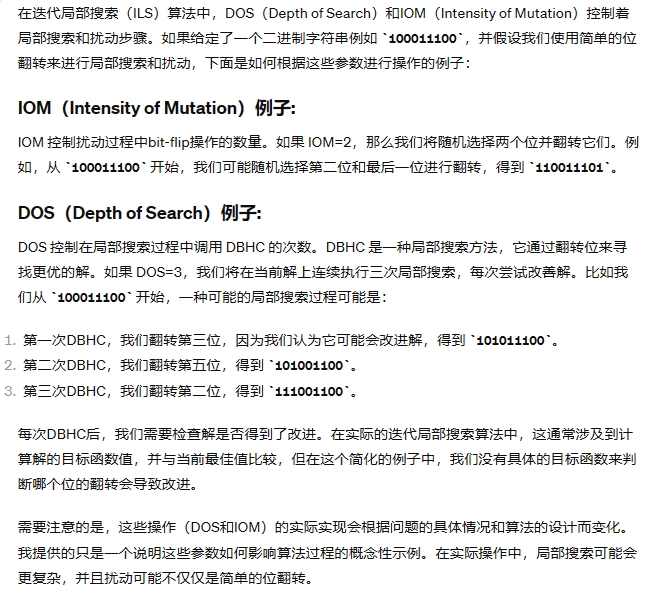 在迭代局部搜索（ILS）算法中，DOS（Depth of Search）和IOM（Intensity of Mutation）控制着
局部搜索和扰动步骤。如果给定了一个二进制字符串例如 `100011100`，并假设我们使用简单的位
翻转来进行局部搜索和扰动，下面是如何根据这些参数进行操作的例子：
IOM（Intensity of Mutation）例子:
IOM 控制扰动过程中bit-flip操作的数量。如果 IOM=2，那么我们将随机选择两个位并翻转它们。例
如，从 `100011100` 开始，我们可能随机选择第二位和最后一位进行翻转，得到 `110011101`。
DOS（Depth of Search）例子:
DOS 控制在局部搜索过程中调用 DBHC 的次数。DBHC 是一种局部搜索方法，它通过翻转位来寻
找更优的解。如果 DOS=3，我们将在当前解上连续执行三次局部搜索，每次尝试改善解。比如我
们从 `100011100` 开始，一种可能的局部搜索过程可能是：
1. 第一次DBHC，我们翻转第三位，因为我们认为它可能会改进解，得到 `101011100`。
2. 第二次DBHC，我们翻转第五位，得到 `101001100`。
3. 第三次DBHC，我们翻转第二位，得到 `111001100`。
每次DBHC后，我们需要检查解是否得到了改进。在实际的迭代局部搜索算法中，这通常涉及到计
算解的目标函数值，并与当前最佳值比较，但在这个简化的例子中，我们没有具体的目标函数来判
断哪个位的翻转会导致改进。
需要注意的是，这些操作（DOS和IOM）的实际实现会根据问题的具体情况和算法的设计而变化。
我提供的只是一个说明这些参数如何影响算法过程的概念性示例。在实际操作中，局部搜索可能会
更复杂，并且扰动可能不仅仅是简单的位翻转。